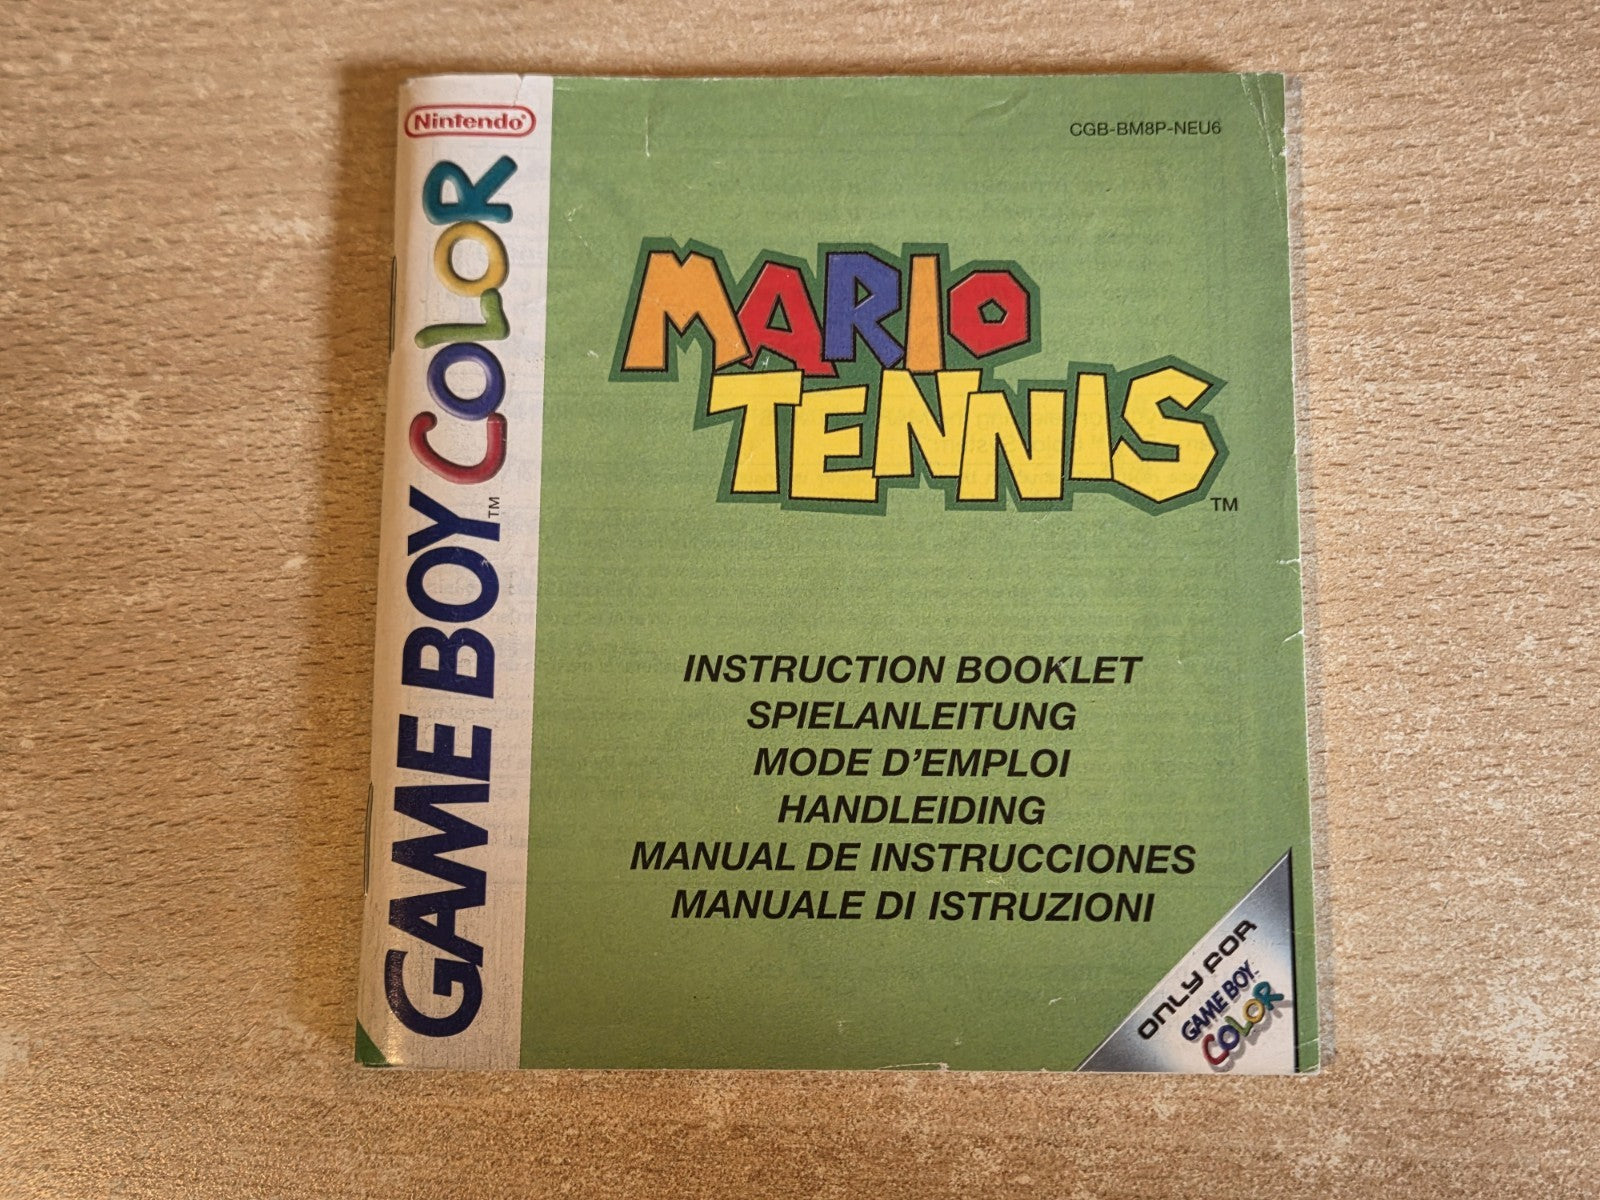 Nintendo®
GAME BOY COLOR™
CGB-BM8P-NEU6
MARIO
TENNIS™
INSTRUCTION BOOKLET
SPIELANLEITUNG
MODE D'EMPLOI
HANDLEIDING
MANUAL DE INSTRUCCIONES
MANUALE DI ISTRUZIONI
ONLY FOR
GAME BOY™
COLOR